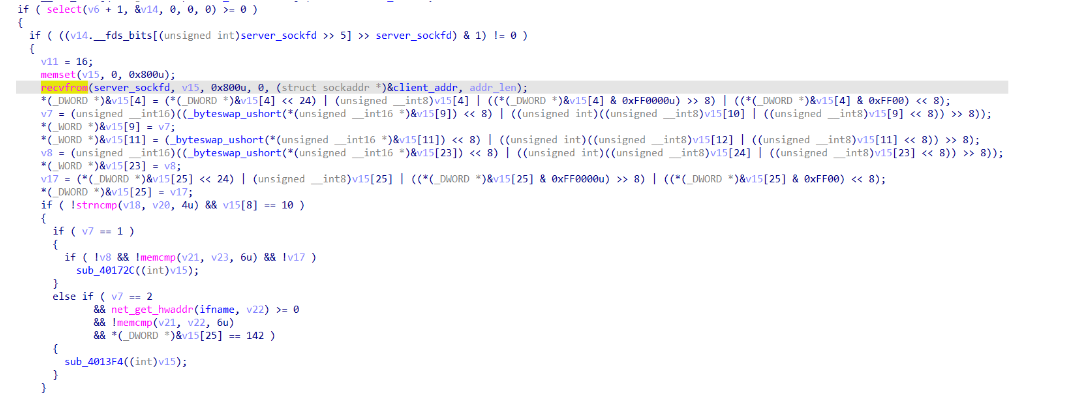 if ( select(v6 + 1, &v14, 0, 0, 0) >= 0 )
{
if ( ((v14.__fds_bits[(unsigned int)server_sockfd >> 5] >> server_sockfd) & 1) != 0 )
{
v11 = 16;
memset(v15, 0, 0x800u);
recvfrom(server_sockfd, v15, 0x800u, 0, (struct sockaddr *)&client_addr, addr_len);
*(_DWORD *)&v15[4] = (*(_DWORD *)&v15[4] << 24) | (unsigned __int8)v15[4] | ((*(_DWORD *)&v15[4] & 0xFF0000u) >> 8) | ((*(_DWORD *)&v15[4] & 0xFF00) << 8);
v7 = (unsigned __int16)((_byteswap_ushort(*(unsigned __int16 *)&v15[9]) << 8) | ((unsigned int)((unsigned __int8)v15[10] | ((unsigned __int8)v15[9] << 8)) >> 8));
*(_WORD *)&v15[9] = v7;
*(_WORD *)&v15[11] = (_byteswap_ushort(*(unsigned __int16 *)&v15[11]) << 8) | ((unsigned int)((unsigned __int8)v15[12] | ((unsigned __int8)v15[11] << 8)) >> 8);
v8 = (unsigned __int16)((_byteswap_ushort(*(unsigned __int16 *)&v15[23]) << 8) | ((unsigned int)((unsigned __int8)v15[24] | ((unsigned __int8)v15[23] << 8)) >> 8));
*(_WORD *)&v15[23] = v8;
v17 = (*(_DWORD *)&v15[25] << 24) | (unsigned __int8)v15[25] | ((*(_DWORD *)&v15[25] & 0xFF0000u) >> 8) | ((*(_DWORD *)&v15[25] & 0xFF00) << 8);
*(_DWORD *)&v15[25] = v17;
if ( !strncmp(v18, v20, 4u) && v15[8] == 10 )
{
if ( v7 == 1 )
{
if ( !v8 && !memcmp(v21, v23, 6u) && !v17 )
sub_40172C((int)v15);
}
else if ( v7 == 2
&& net_get_hwaddr(ifname, v22) >= 0
&& !memcmp(v21, v22, 6u)
&& *(_DWORD *)&v15[25] == 142 )
{
sub_4013F4((int)v15);
}
}